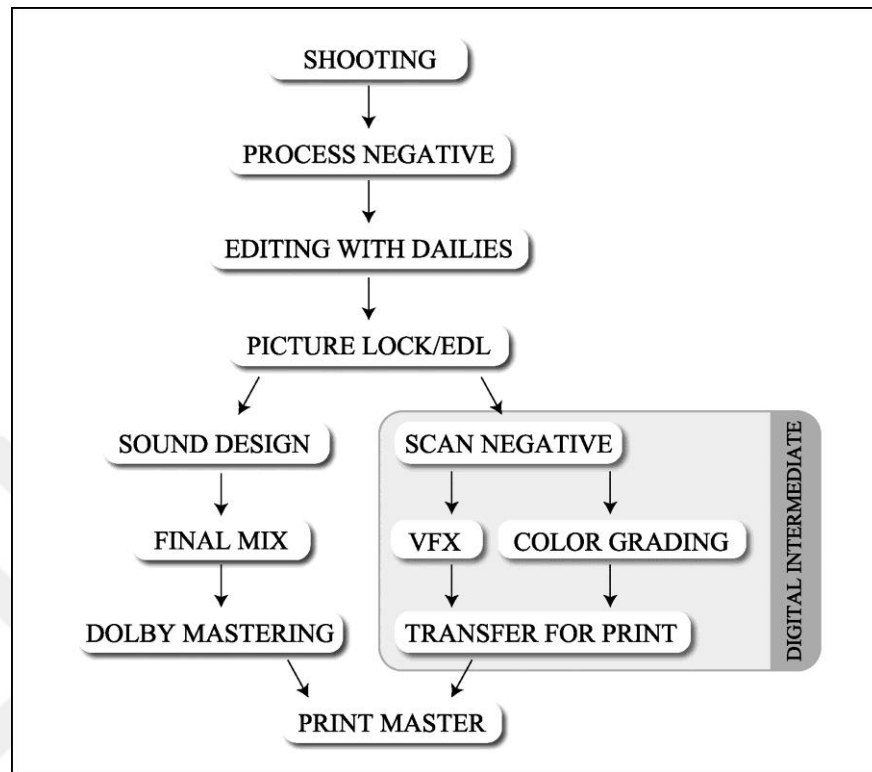 SHOOTING
PROCESS NEGATIVE
EDITING WITH DAILIES
PICTURE LOCK/EDL
SOUND DESIGN
SCAN NEGATIVE
FINAL MIX
VFX
COLOR GRADING
DOLBY MASTERING
TRANSFER FOR PRINT
DIGITAL INTERMEDIATE
PRINT MASTER